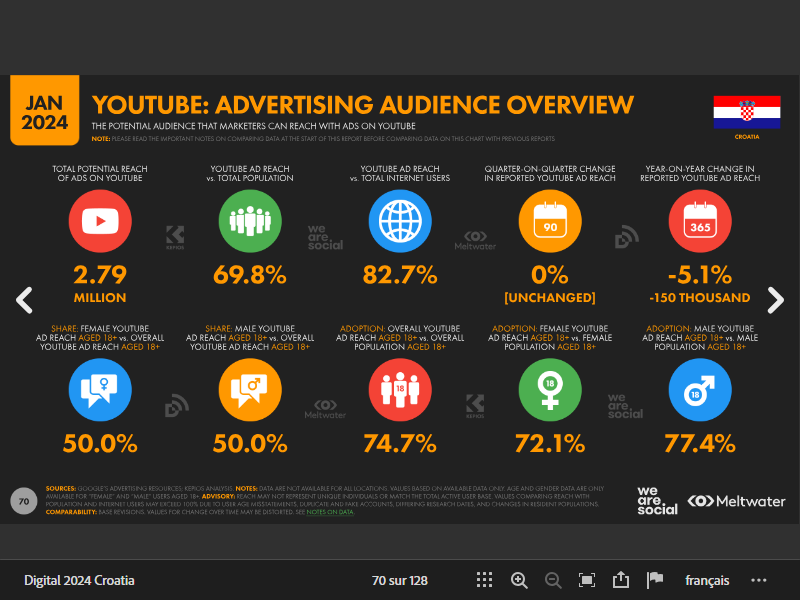 JAN
2024
YOUTUBE: ADVERTISING AUDIENCE OVERVIEW
THE POTENTIAL AUDIENCE THAT MARKETERS CAN REACH WITH ADS ON YOUTUBE
NOTE: PLEASE READ THE IMPORTANT NOTES ON COMPARING DATA AT THE START OF THIS REPORT BEFORE COMPARING DATA ON THIS CHART WITH PREVIOUS REPORTS
CROATIA
TOTAL POTENTIAL REACH
OF ADS ON YOUTUBE
2.79
MILLION
YOUTUBE AD REACH
vs. TOTAL POPULATION
69.8%
YOUTUBE AD REACH
vs. TOTAL INTERNET USERS
82.7%
QUARTER-ON-QUARTER CHANGE
IN REPORTED YOUTUBE AD REACH
90
0%
[UNCHANGED]
YEAR-ON-YEAR CHANGE IN
REPORTED YOUTUBE AD REACH
365
-5.1%
-150 THOUSAND
KEPIOS
we
are.
social
Meltwater
SHARE: FEMALE YOUTUBE
AD REACH AGED 18+ vs. OVERALL
YOUTUBE AD REACH AGED 18+
50.0%
SHARE: MALE YOUTUBE
AD REACH AGED 18+ vs. OVERALL
YOUTUBE AD REACH AGED 18+
50.0%
ADOPTION: OVERALL YOUTUBE
AD REACH AGED 18+ vs. OVERALL
POPULATION AGED 18+
18
74.7%
ADOPTION: FEMALE YOUTUBE
AD REACH AGED 18+ vs. FEMALE
POPULATION AGED 18+
18
72.1%
ADOPTION: MALE YOUTUBE
AD REACH AGED 18+ vs. MALE
POPULATION AGED 18+
18
77.4%
Meltwater
KEPIOS
we
are.
social
70
SOURCES: GOOGLE'S ADVERTISING RESOURCES; KEPIOS ANALYSIS. NOTES: DATA ARE NOT AVAILABLE FOR ALL LOCATIONS. VALUES BASED ON AVAILABLE DATA ONLY. AGE AND GENDER DATA ARE ONLY
AVAILABLE FOR "FEMALE" AND "MALE" USERS AGED 18+. ADVISORY: REACH MAY NOT REPRESENT UNIQUE INDIVIDUALS OR MATCH THE TOTAL ACTIVE USER BASE. VALUES COMPARING REACH WITH
POPULATION AND INTERNET USERS MAY EXCEED 100% DUE TO USER AGE MISSTATEMENTS, DUPLICATE AND FAKE ACCOUNTS, DIFFERING RESEARCH DATES, AND CHANGES IN RESIDENT POPULATIONS.
COMPARABILITY: BASE REVISIONS. VALUES FOR CHANGE OVER TIME MAY BE DISTORTED. SEE NOTES ON DATA.
we
are.
social
Meltwater
Digital 2024 Croatia
70 sur 128
français